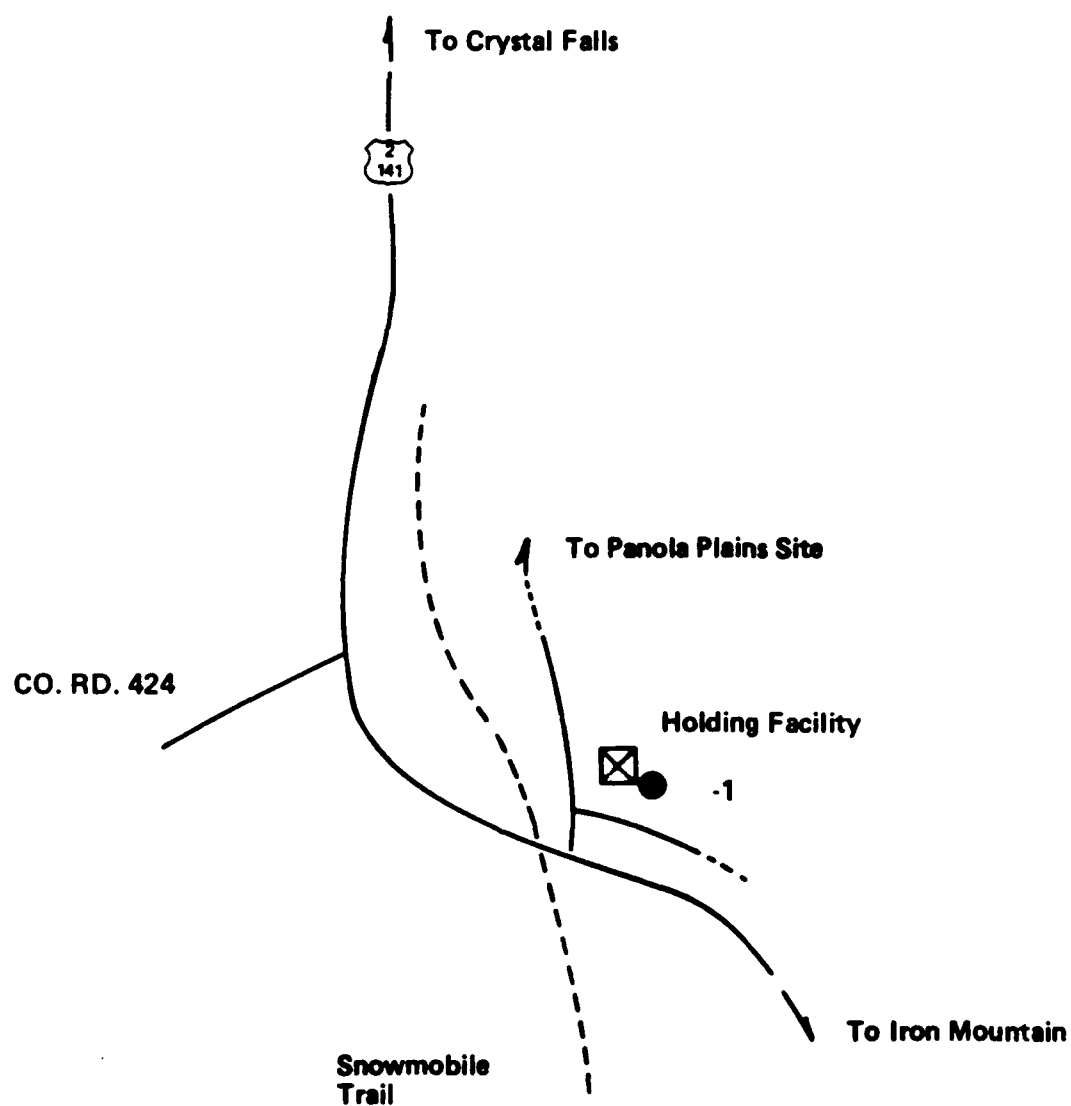 To Crystal Falls
2
141
To Panola Plains Site
CO. RD. 424
Holding Facility
-1
To Iron Mountain
Snowmobile
Trail